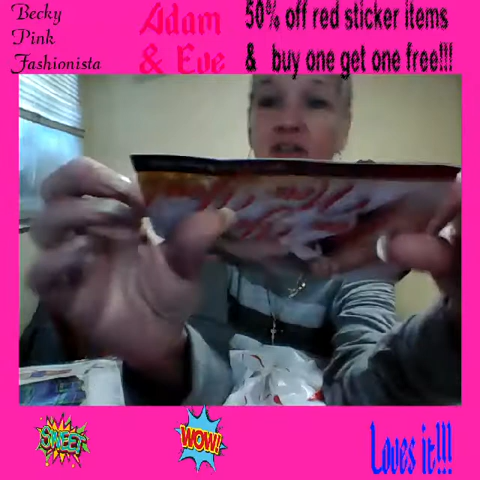 Becky
Pink
Fashionista
Adam
& Eve
50% off red sticker items
& buy one get one free!!!
SWEET
WOW!
Loves it!!!